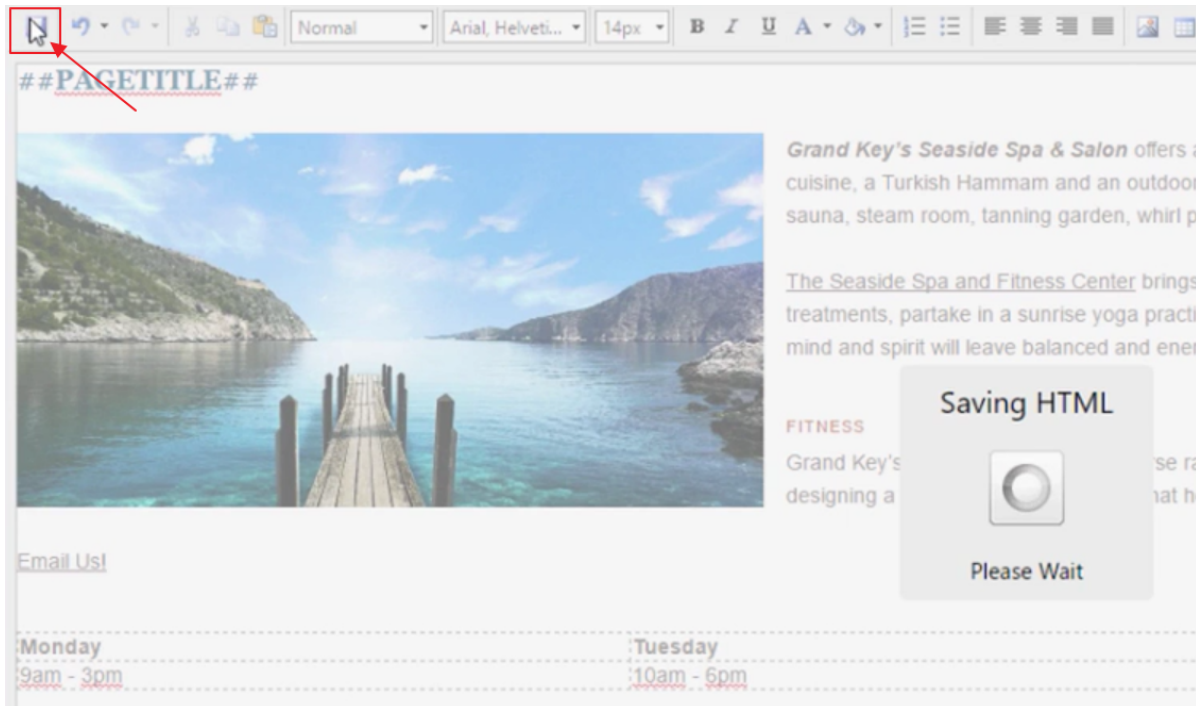 Normal Arial, Helveti... 14px B I U A
##PAGETITLE##
Grand Key's Seaside Spa & Salon offers
cuisine, a Turkish Hammam and an outdoor
sauna, steam room, tanning garden, whirl
The Seaside Spa and Fitness Center brings
treatments, partake in a sunrise yoga
mind and spirit will leave balanced and
Saving HTML
FITNESS
Grand Key's
designing a
Please Wait
Email Us!
Monday Tuesday
9am - 3pm 10am - 6pm